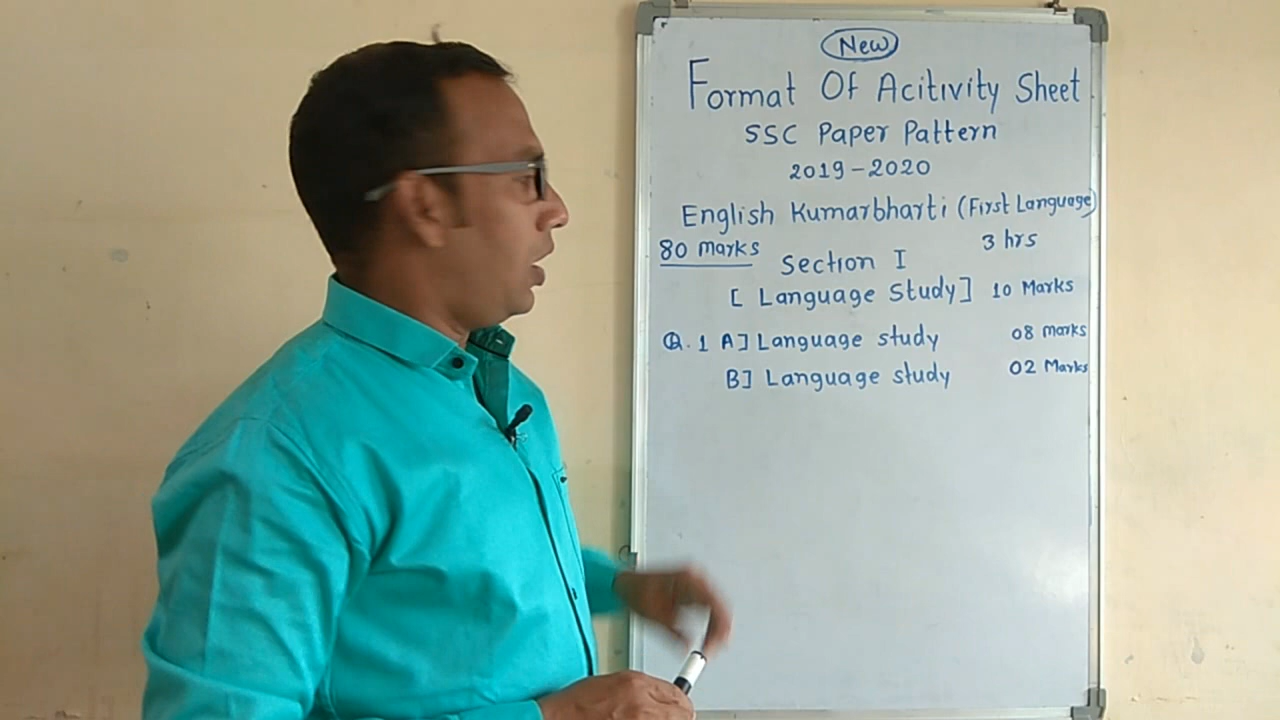 New
Format Of Acitivity Sheet
SSC Paper Pattern
2019-2020
English Kumarbharti (First Language)
80 Marks 3 hrs
Section I
[ Language Study] 10 Marks
Q.1 A] Language study 08 marks
B] Language study 02 Marks